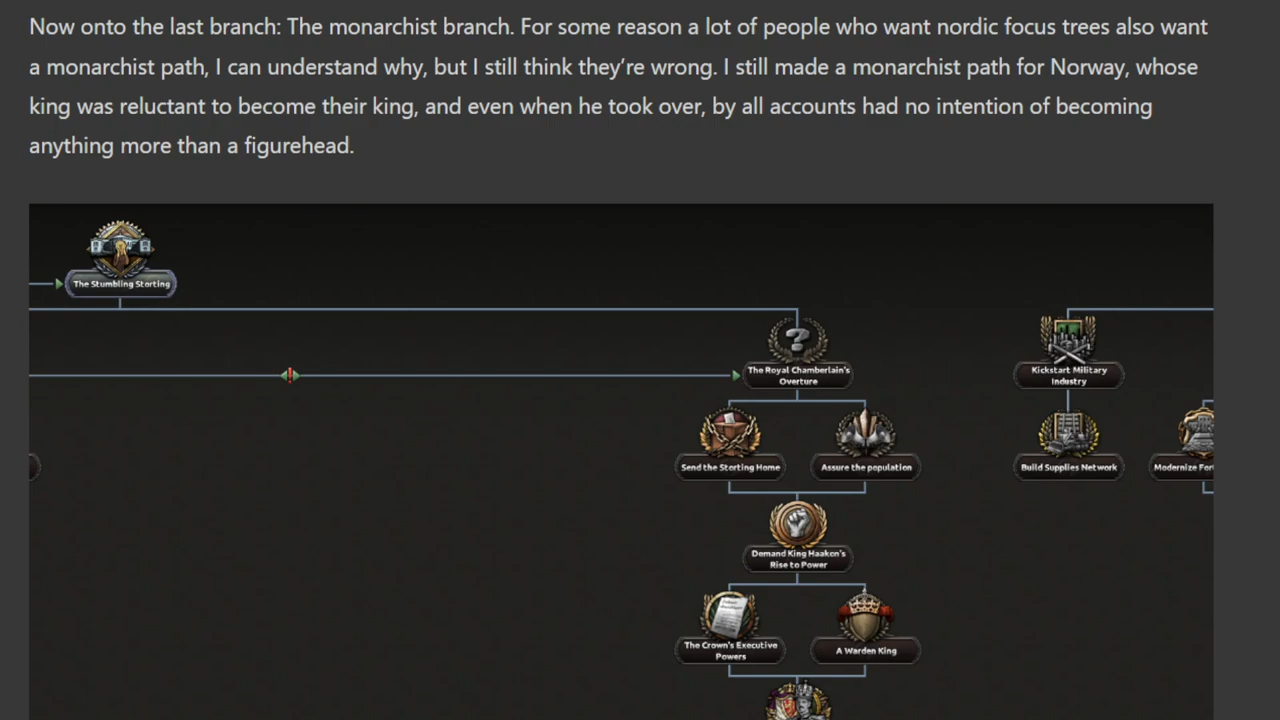 Now onto the last branch: The monarchist branch. For some reason a lot of people who want nordic focus trees also want
a monarchist path, I can understand why, but I still think they’re wrong. I still made a monarchist path for Norway, whose
king was reluctant to become their king, and even when he took over, by all accounts had no intention of becoming
anything more than a figurehead.
The Stumbling Storting
The Royal Chamberlain's
Overture
Kickstart Military
Industry
Send the Storting Home
Assure the population
Build Supplies Network
Modernize For
Demand King Haakon's
Rise to Power
The Crown's Executive
Powers
A Warden King